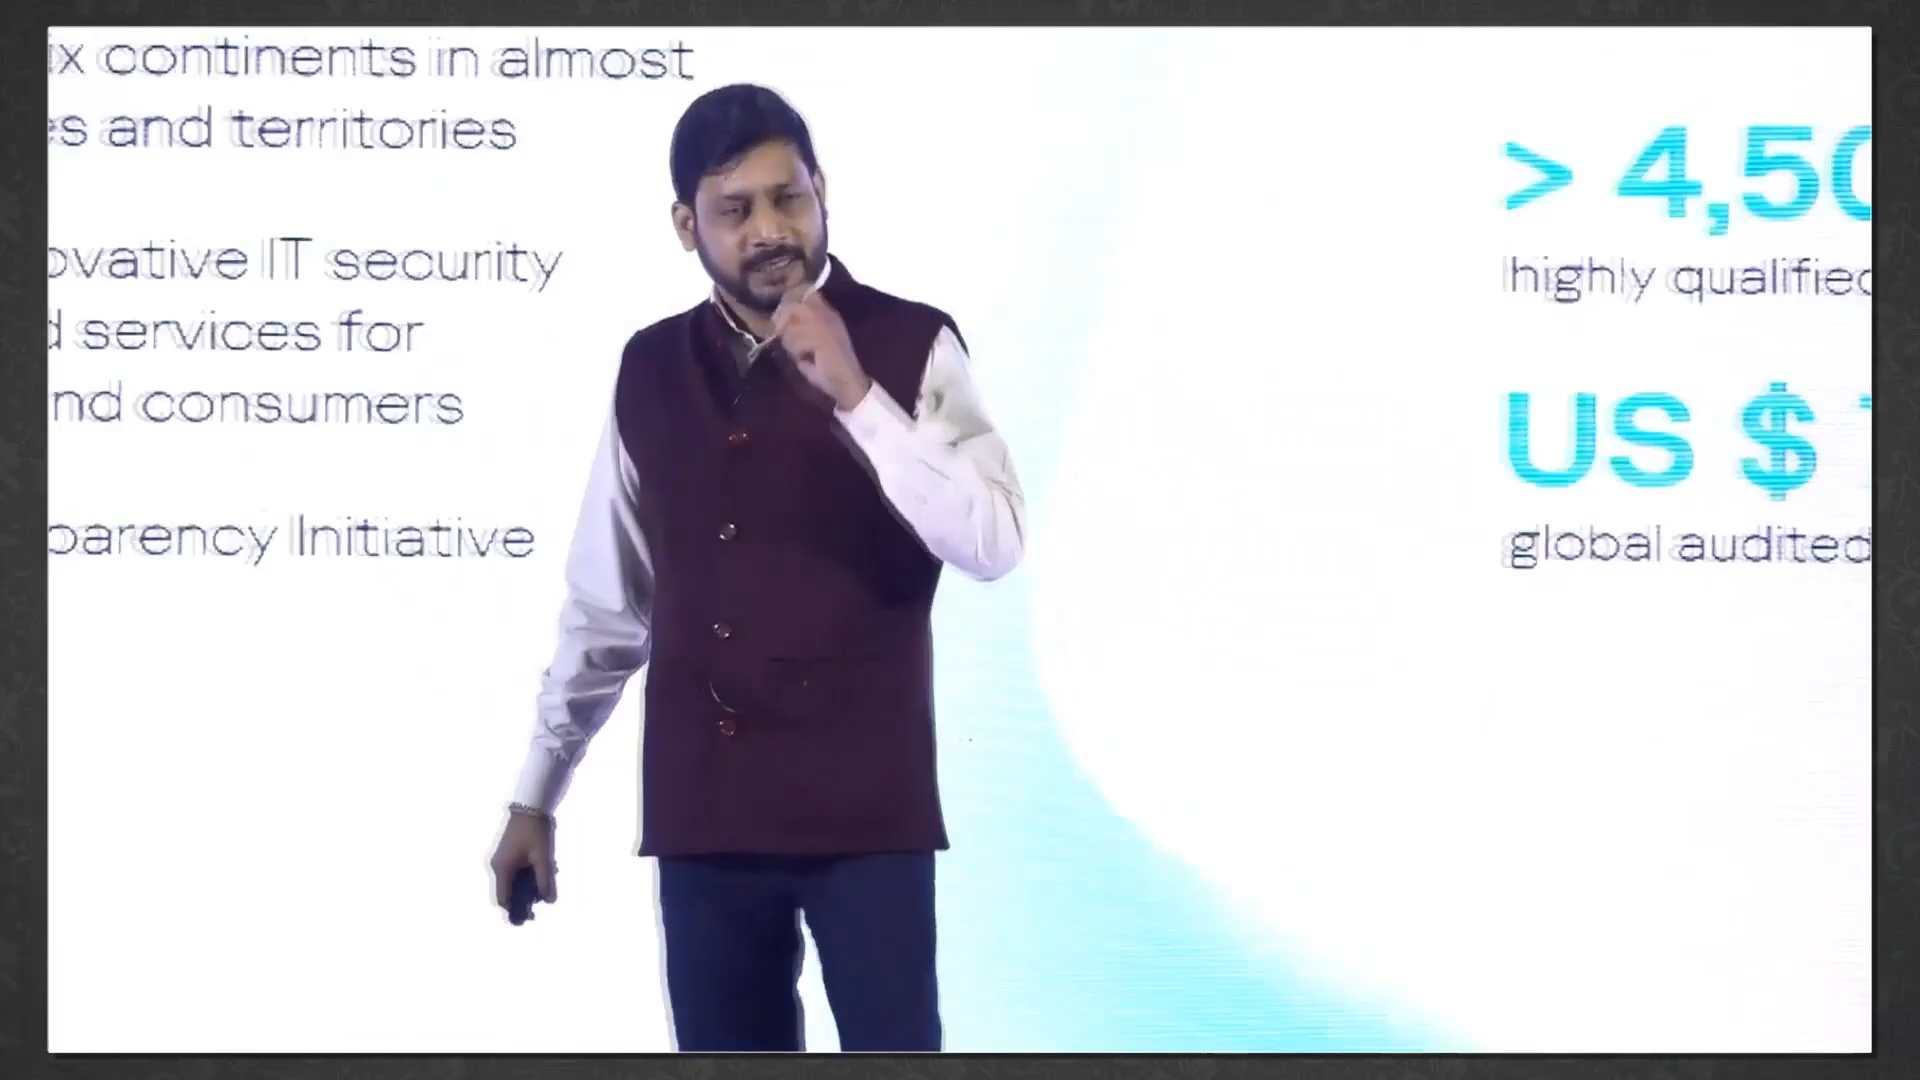 ix continents in almost
es and territories
ovative IT security
d services for
nd consumers
parency Initiative
> 4,50
highly qualified
US $
global audited